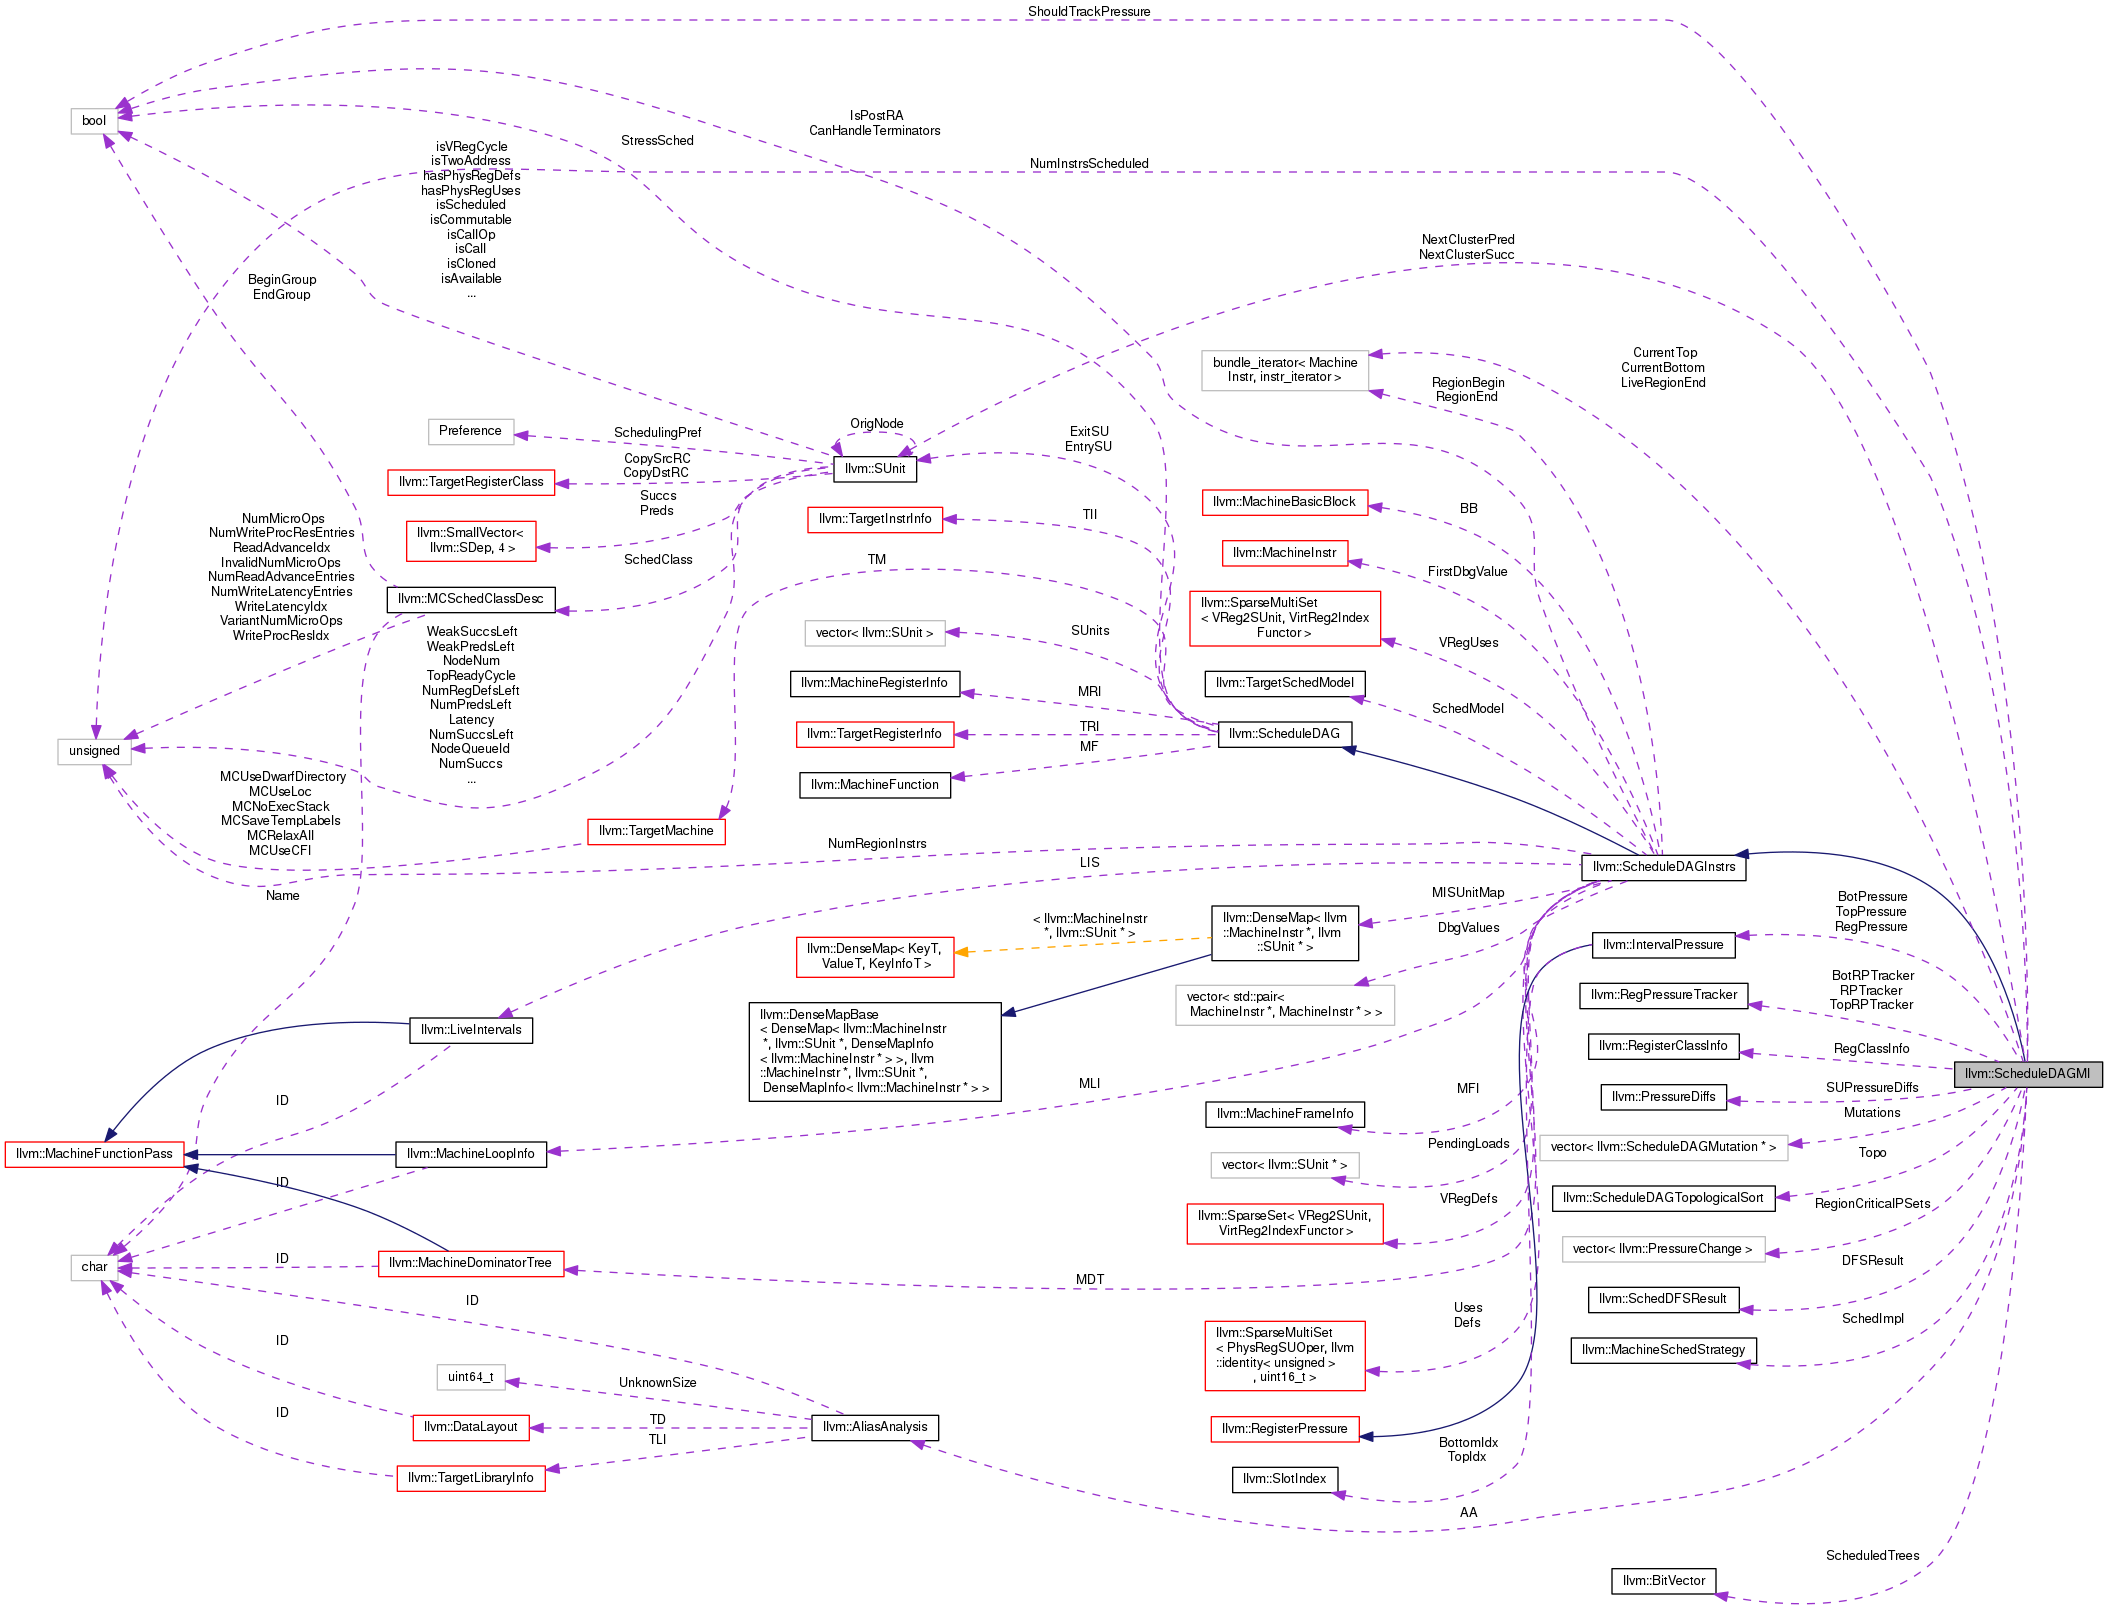 ShouldTrackPressure
bool
IsPostRA
CanHandleTerminators
StressSched
isVRegCycle
isTwoAddress
hasPhysRegDefs
hasPhysRegUses
isScheduled
isCommutable
isCallOp
isCall
isCloned
isAvailable
...
NumInstrsScheduled
BeginGroup
EndGroup
NextClusterPred
NextClusterSucc
bundle_iterator< Machine
Instr, instr_iterator >
CurrentTop
CurrentBottom
LiveRegionEnd
RegionBegin
RegionEnd
Preference
SchedulingPref
OrigNode
ExitSU
EntrySU
llvm::SUnit
llvm::TargetRegisterClass
CopySrcRC
CopyDstRC
Succs
Preds
llvm::SmallVector<
llvm::SDep, 4 >
llvm::TargetInstrInfo
TII
llvm::MachineBasicBlock
BB
NumMicroOps
NumWriteProcResEntries
ReadAdvanceIdx
InvalidNumMicroOps
NumReadAdvanceEntries
NumWriteLatencyEntries
WriteLatencyIdx
VariantNumMicroOps
WriteProcResIdx
SchedClass
TM
llvm::MachineInstr
FirstDbgValue
llvm::MCSchedClassDesc
llvm::SparseMultiSet
< VReg2SUnit, VirtReg2Index
Functor >
VRegUses
vector< llvm::SUnit >
SUnits
WeakSuccsLeft
WeakPredsLeft
NodeNum
TopReadyCycle
NumRegDefsLeft
NumPredsLeft
Latency
NumSuccsLeft
NodeQueueId
NumSuccs
...
llvm::MachineRegisterInfo
MRI
llvm::TargetSchedModel
SchedModel
unsigned
llvm::TargetRegisterInfo
TRI
llvm::ScheduleDAG
MF
llvm::MachineFunction
MCUseDwarfDirectory
MCUseLoc
MCNoExecStack
MCSaveTempLabels
MCRelaxAll
MCUseCFI
llvm::TargetMachine
NumRegionInstrs
LIS
llvm::ScheduleDAGInstrs
Name
MISUnitMap
< llvm::MachineInstr
*, llvm::SUnit * >
llvm::DenseMap< llvm
::MachineInstr *, llvm
::SUnit * >
DbgValues
BotPressure
TopPressure
RegPressure
llvm::IntervalPressure
llvm::DenseMap< KeyT,
ValueT, KeyInfoT >
vector< std::pair<
MachineInstr *, MachineInstr * > >
BotRPTracker
RPTracker
TopRPTracker
llvm::RegPressureTracker
llvm::DenseMapBase
< DenseMap< llvm::MachineInstr
*, llvm::SUnit *, DenseMapInfo
< llvm::MachineInstr * > >, llvm
::MachineInstr *, llvm::SUnit *,
DenseMapInfo< llvm::MachineInstr * > >
llvm::LiveIntervals
llvm::RegisterClassInfo
RegClassInfo
llvm::ScheduleDAGMI
MLI
MFI
llvm::PressureDiffs
SUPressureDiffs
ID
llvm::MachineFrameInfo
Mutations
vector< llvm::ScheduleDAGMutation * >
llvm::MachineFunctionPass
llvm::MachineLoopInfo
PendingLoads
vector< llvm::SUnit * >
Topo
ID
llvm::ScheduleDAGTopologicalSort
VRegDefs
RegionCriticalPSets
llvm::SparseSet< VReg2SUnit,
VirtReg2IndexFunctor >
vector< llvm::PressureChange >
char
ID
llvm::MachineDominatorTree
MDT
DFSResult
llvm::SchedDFSResult
ID
Uses
Defs
SchedImpl
llvm::SparseMultiSet
< PhysRegSUOper, llvm
::identity< unsigned >
, uint16_t >
llvm::MachineSchedStrategy
ID
uint64_t
UnknownSize
ID
llvm::DataLayout
TD
llvm::AliasAnalysis
llvm::RegisterPressure
TLI
BottomIdx
TopIdx
llvm::TargetLibraryInfo
llvm::SlotIndex
AA
ScheduledTrees
llvm::BitVector